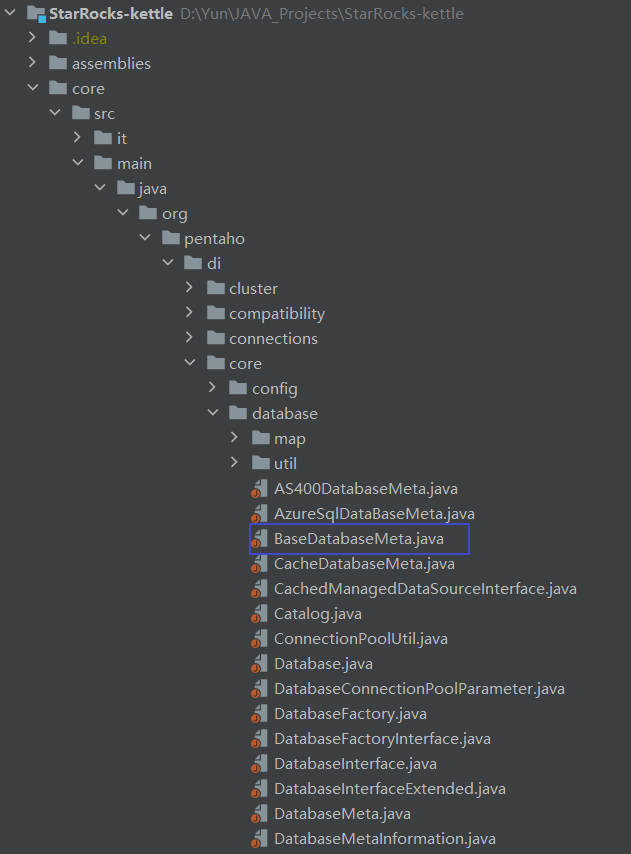 StarRocks-kettle D:\Yun\JAVA_Projects\StarRocks-kettle
.idea
assemblies
core
src
it
main
java
org
pentaho
di
cluster
compatibility
connections
core
config
database
map
util
AS400DatabaseMeta.java
AzureSqlDataBaseMeta.java
BaseDatabaseMeta.java
CacheDatabaseMeta.java
CachedManagedDataSourceInterface.java
Catalog.java
ConnectionPoolUtil.java
Database.java
DatabaseConnectionPoolParameter.java
DatabaseFactory.java
DatabaseFactoryInterface.java
DatabaseInterface.java
DatabaseInterfaceExtended.java
DatabaseMeta.java
DatabaseMetaInformation.java